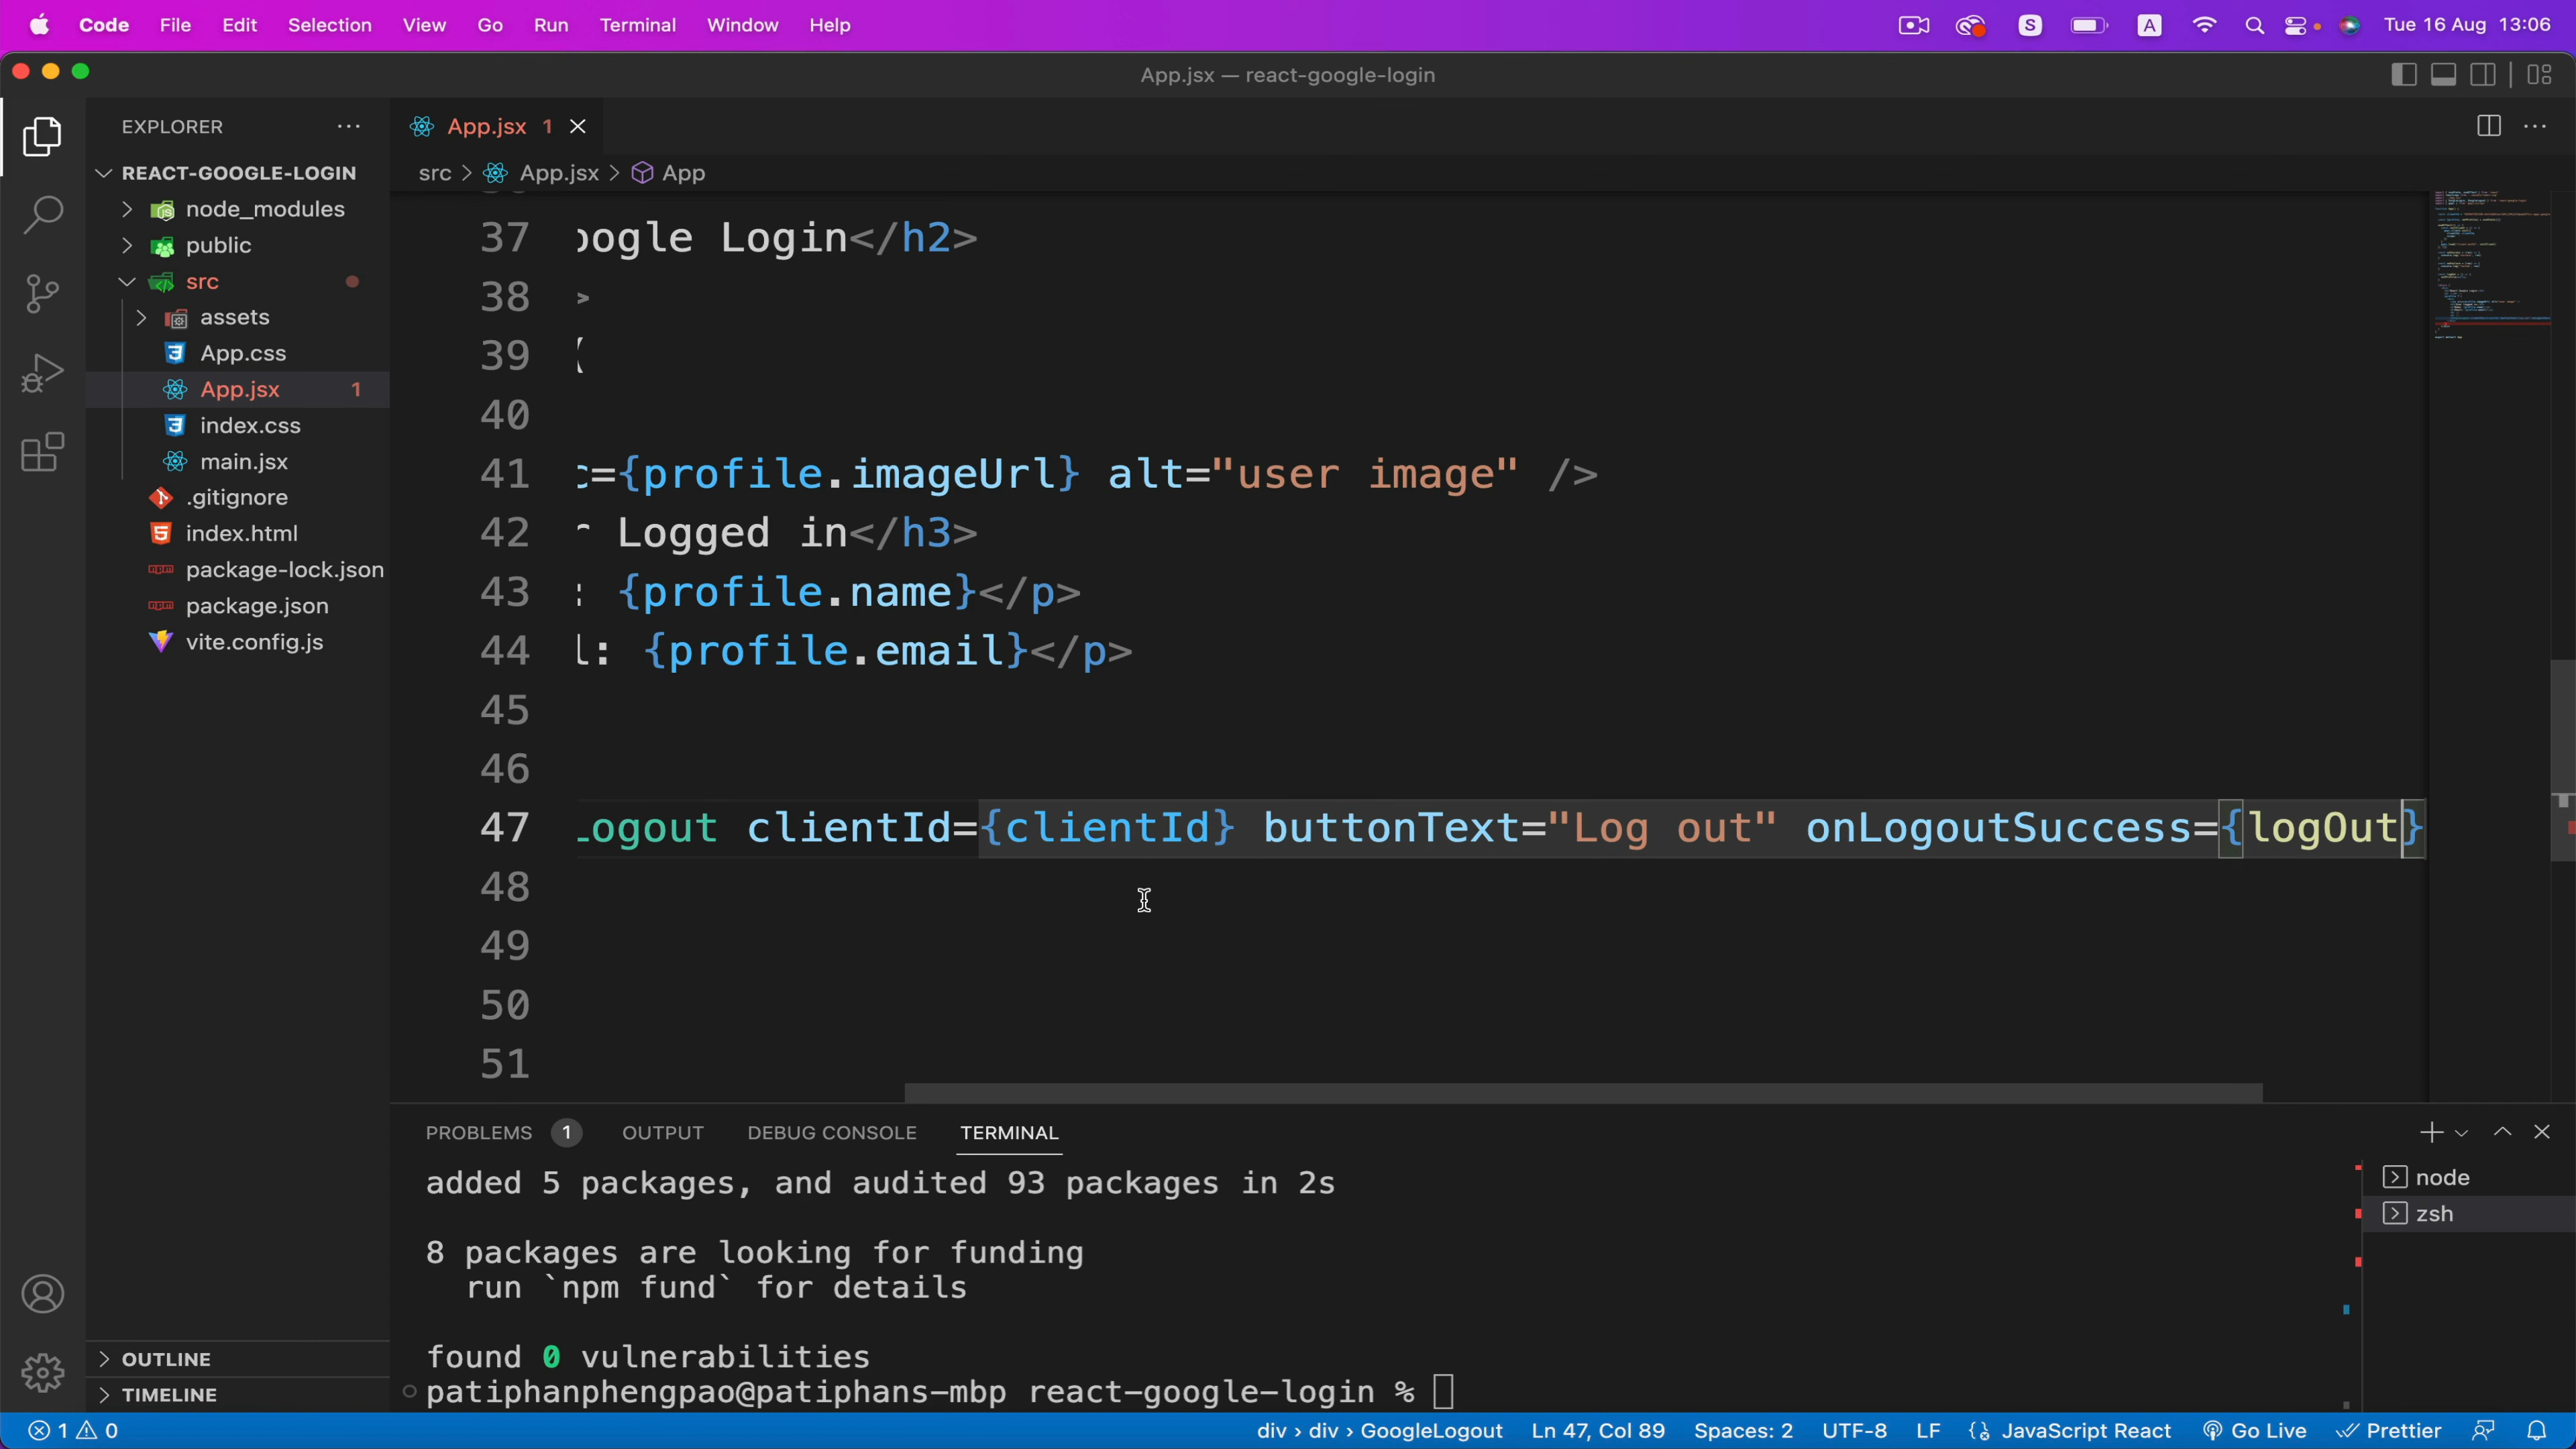 Code File Edit Selection View Go Run Terminal Window Help S A Tue 16 Aug 13:06
App.jsx — react-google-login
EXPLORER ···
App.jsx 1
src > App.jsx > App
REACT-GOOGLE-LOGIN
node_modules
public
src
assets
App.css
App.jsx 1
index.css
main.jsx
.gitignore
index.html
package-lock.json
package.json
vite.config.js
OUTLINE
TIMELINE
37 oogle Login</h2>
38 >
39 (
40
41 c={profile.imageUrl} alt="user image" />
42 r Logged in</h3>
43 : {profile.name}</p>
44 l: {profile.email}</p>
45
46
47 Logout clientId={clientId} buttonText="Log out" onLogoutSuccess={logOut}
48
49
50
51
PROBLEMS 1 OUTPUT DEBUG CONSOLE TERMINAL
added 5 packages, and audited 93 packages in 2s
8 packages are looking for funding
run `npm fund` for details
found 0 vulnerabilities
patiphanphengpao@patiphans-mbp react-google-login %
node
zsh
1 0 div › div › GoogleLogout Ln 47, Col 89 Spaces: 2 UTF-8 LF JavaScript React Go Live Prettier